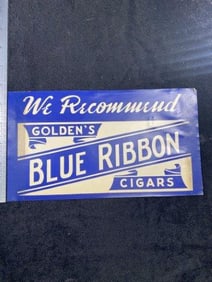 We Recommend
GOLDEN'S
BLUE RIBBON
CIGARS